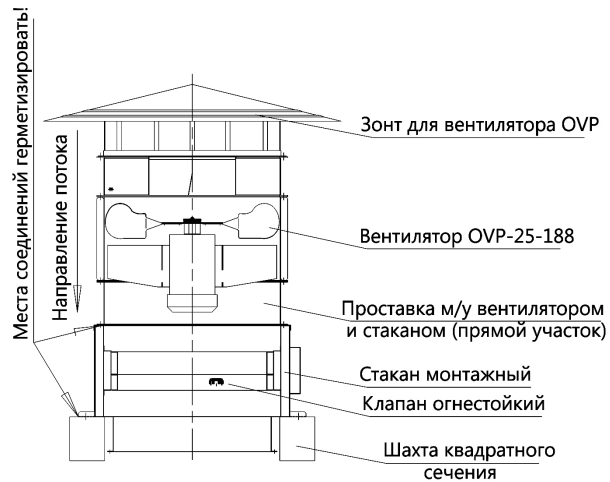 Места соединений герметизировать!
Направление потока
Зонт для вентилятора OVP
Вентилятор OVP-25-188
Проставка м/у вентилятором
и стаканом (прямой участок)
Стакан монтажный
Клапан огнестойкий
Шахта квадратного
сечения